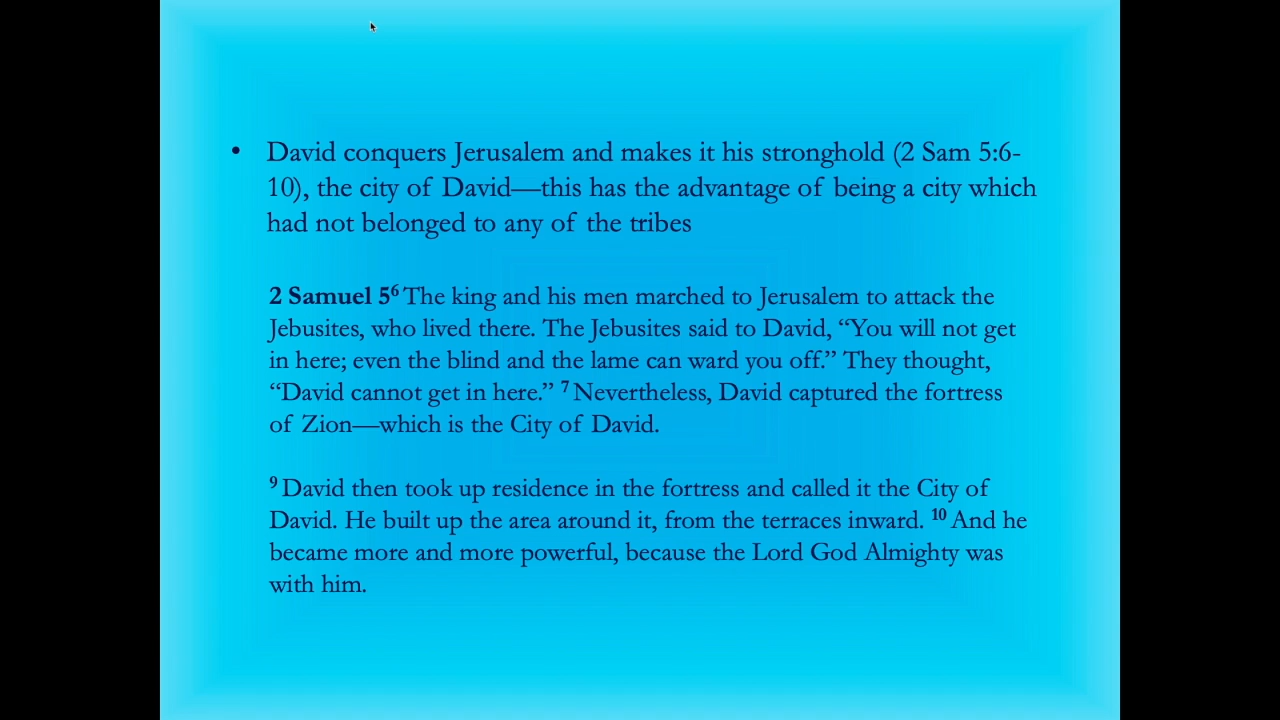 • David conquers Jerusalem and makes it his stronghold (2 Sam 5:6-
10), the city of David—this has the advantage of being a city which
had not belonged to any of the tribes
2 Samuel 5⁶ The king and his men marched to Jerusalem to attack the
Jebusites, who lived there. The Jebusites said to David, “You will not get
in here; even the blind and the lame can ward you off.” They thought,
“David cannot get in here.” ⁷ Nevertheless, David captured the fortress
of Zion—which is the City of David.
⁹ David then took up residence in the fortress and called it the City of
David. He built up the area around it, from the terraces inward. ¹⁰ And he
became more and more powerful, because the Lord God Almighty was
with him.